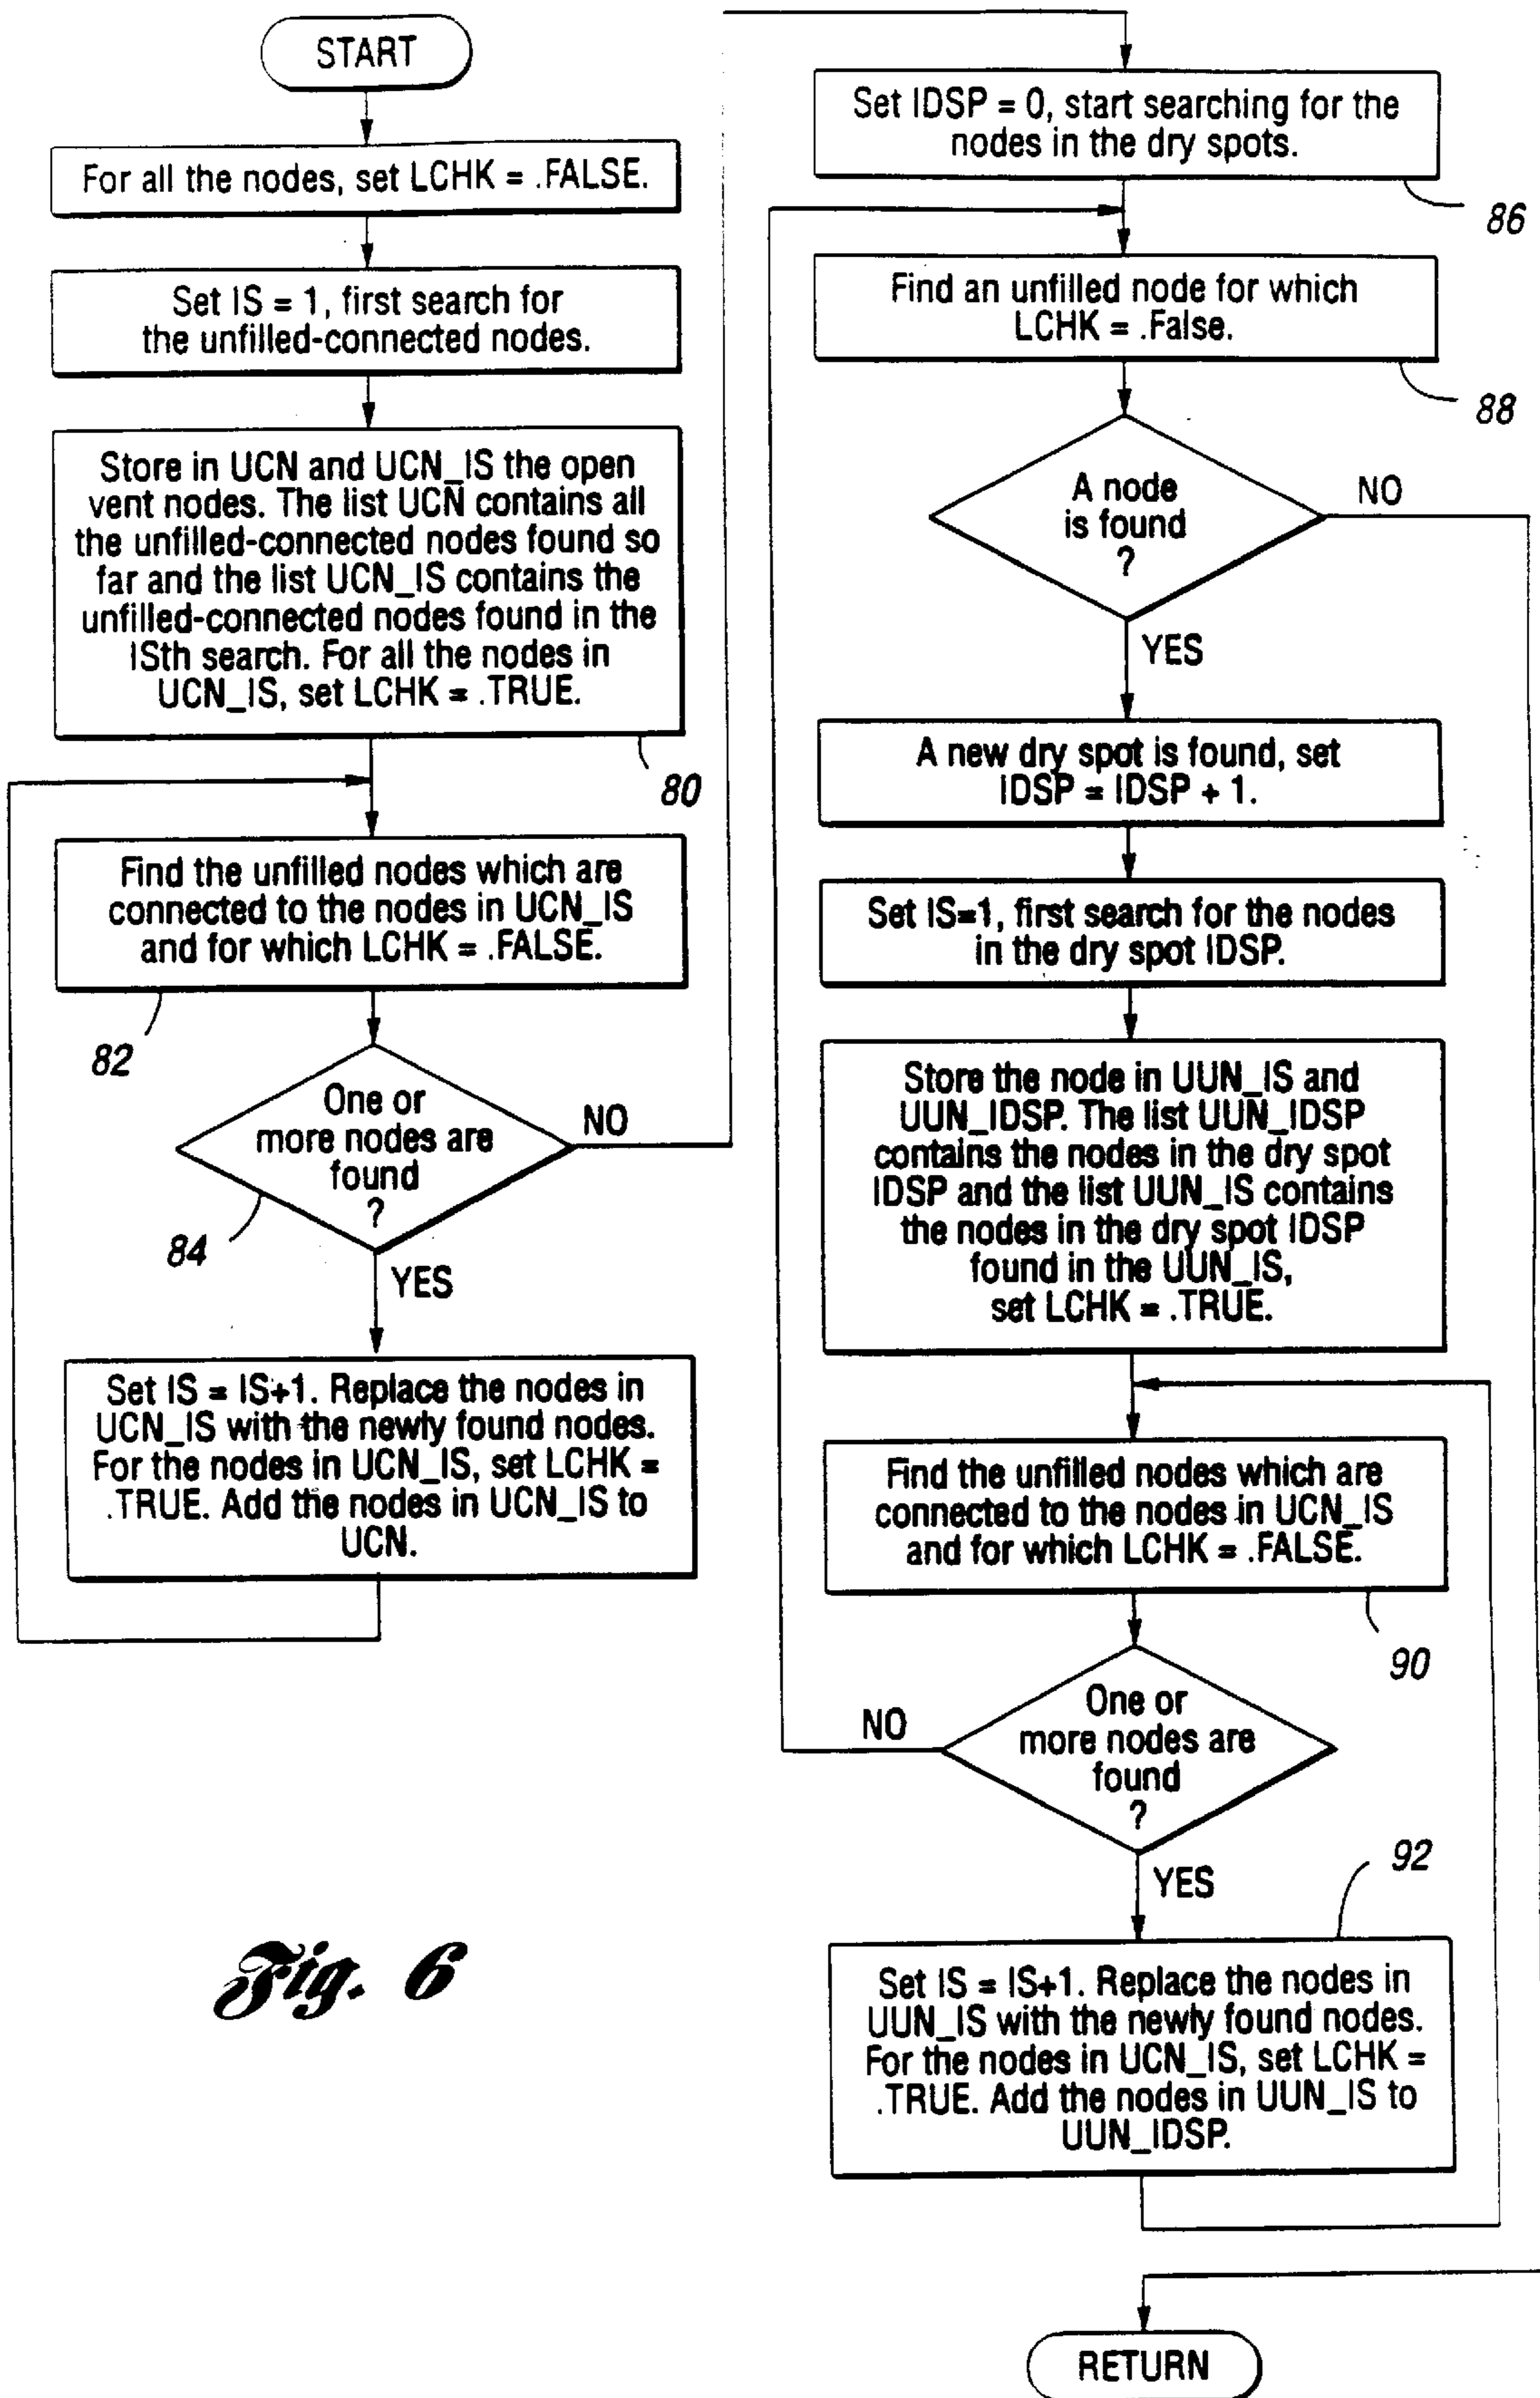 START
For all the nodes, set LCHK = .FALSE.
Set IS = 1, first search for
the unfilled-connected nodes.
Store in UCN and UCN_IS the open
vent nodes. The list UCN contains all
the unfilled-connected nodes found so
far and the list UCN_IS contains the
unfilled-connected nodes found in the
ISth search. For all the nodes in
UCN_IS, set LCHK = .TRUE.
80
Find the unfilled nodes which are
connected to the nodes in UCN_IS
and for which LCHK = .FALSE.
82
One or
more nodes are
found
?
NO
84
YES
Set IS = IS+1. Replace the nodes in
UCN_IS with the newly found nodes.
For the nodes in UCN_IS, set LCHK =
.TRUE. Add the nodes in UCN_IS to
UCN.
Set IDSP = 0, start searching for the
nodes in the dry spots.
86
Find an unfilled node for which
LCHK = .False.
88
A node
is found
?
NO
YES
A new dry spot is found, set
IDSP = IDSP + 1.
Set IS=1, first search for the nodes
in the dry spot IDSP.
Store the node in UUN_IS and
UUN_IDSP. The list UUN_IDSP
contains the nodes in the dry spot
IDSP and the list UUN_IS contains
the nodes in the dry spot IDSP
found in the UUN_IS,
set LCHK = .TRUE.
Find the unfilled nodes which are
connected to the nodes in UCN_IS
and for which LCHK = .FALSE.
90
One or
more nodes are
found
?
NO
YES
92
Set IS = IS+1. Replace the nodes in
UUN_IS with the newly found nodes.
For the nodes in UCN_IS, set LCHK =
.TRUE. Add the nodes in UUN_IS to
UUN_IDSP.
RETURN
Fig. 6